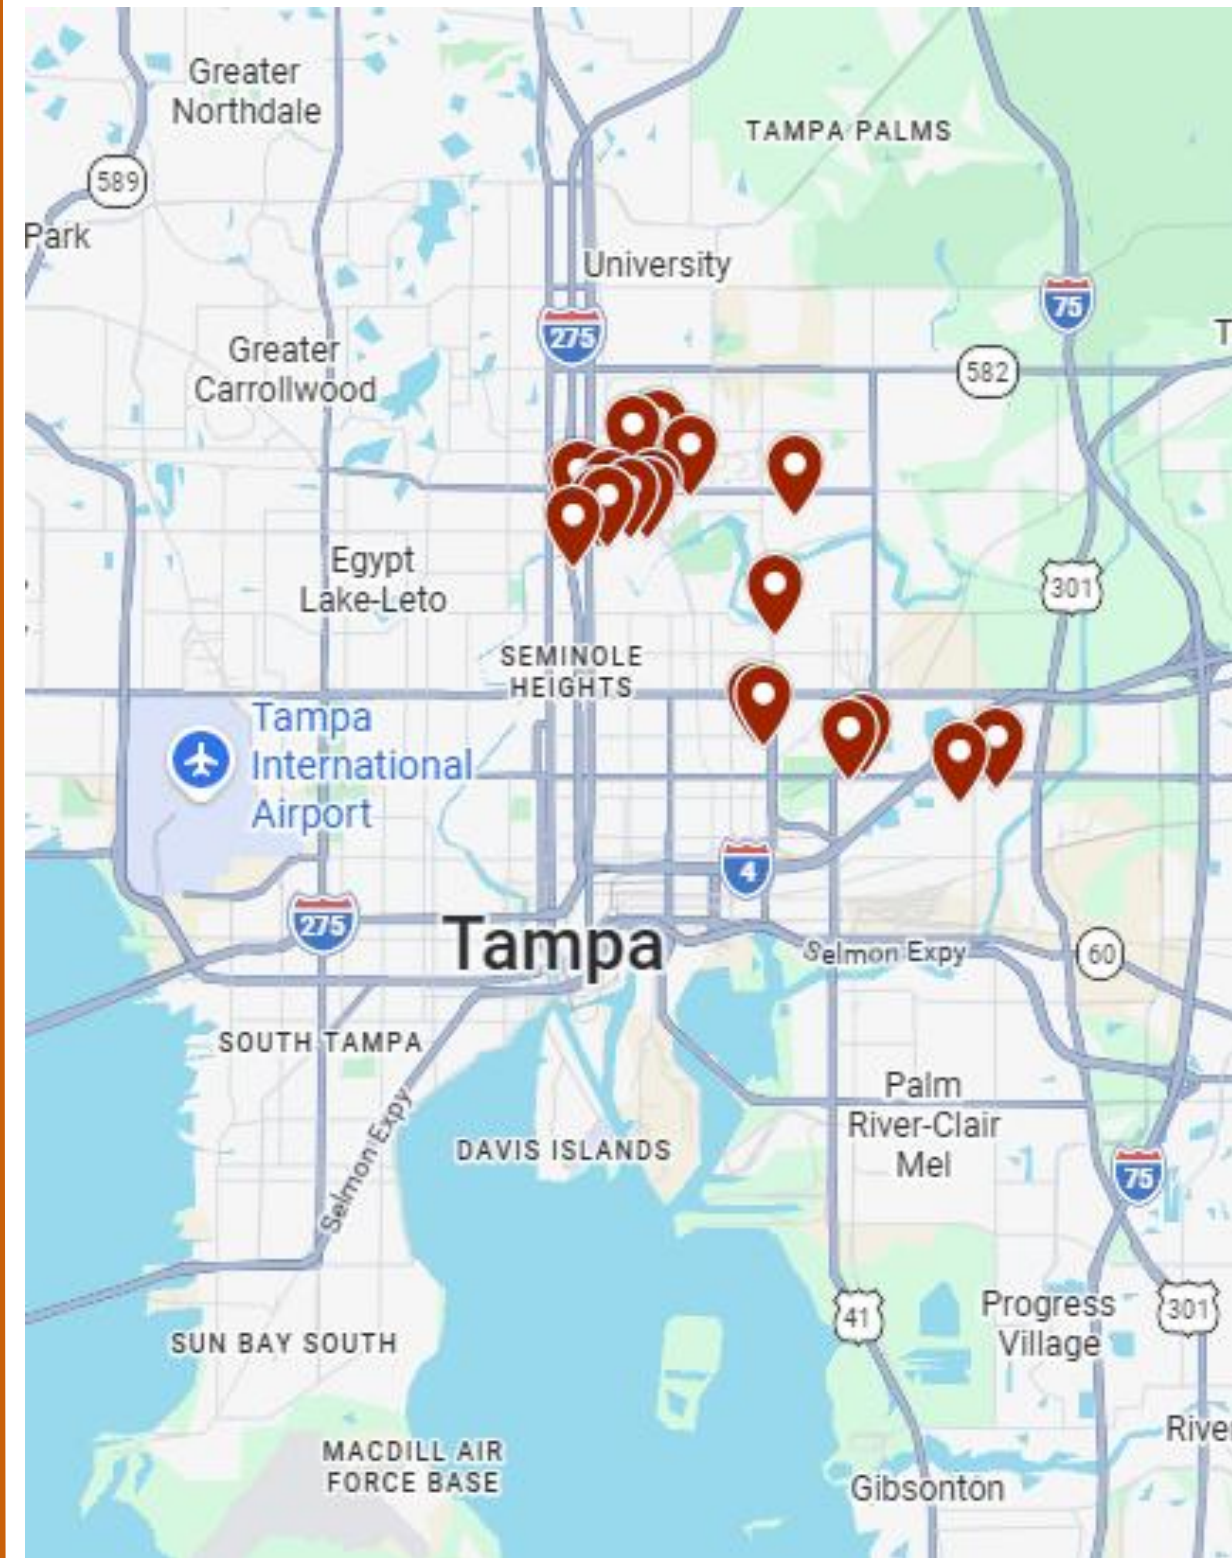 Greater
Northdale
TAMPA PALMS
589
Park
University
75
275
Greater
Carrollwood
582
Egypt
Lake-Leto
301
SEMINOLE
HEIGHTS
Tampa
International
Airport
4
275
Tampa
Selmon Expy
60
SOUTH TAMPA
Palm
River-Clair
Mel
Selmon Expy
DAVIS ISLANDS
75
Progress
Village
41
301
SUN BAY SOUTH
MACDILL AIR
FORCE BASE
Gibsonton